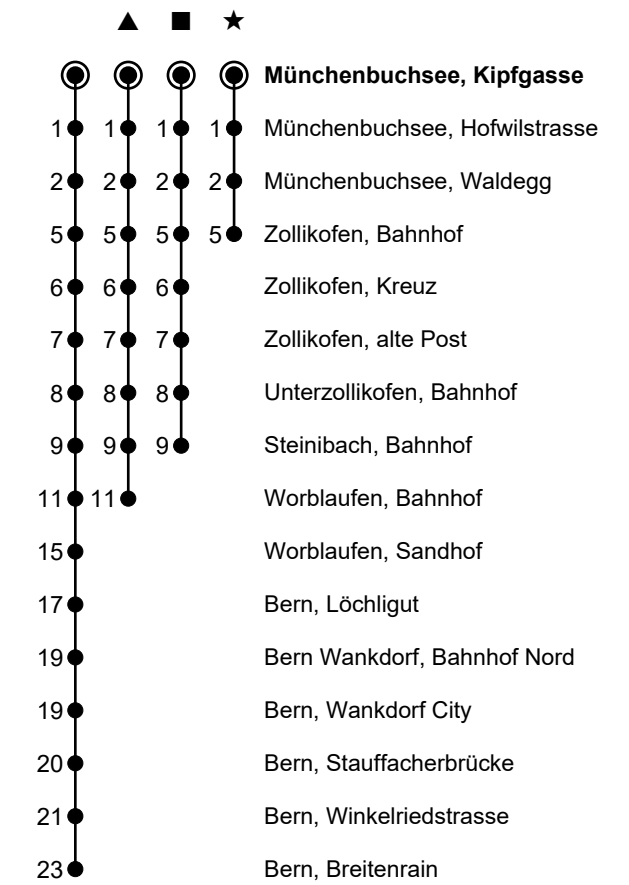 ▲ ■ ★
Münchenbuchsee, Kipfgasse
1 1 1 1 Münchenbuchsee, Hofwilstrasse
2 2 2 2 Münchenbuchsee, Waldegg
5 5 5 5 Zollikofen, Bahnhof
6 6 6 Zollikofen, Kreuz
7 7 7 Zollikofen, alte Post
8 8 8 Unterzollikofen, Bahnhof
9 9 9 Steinibach, Bahnhof
11 11 Worblaufen, Bahnhof
15 Worblaufen, Sandhof
17 Bern, Löchligut
19 Bern Wankdorf, Bahnhof Nord
19 Bern, Wankdorf City
20 Bern, Stauffacherbrücke
21 Bern, Winkelriedstrasse
23 Bern, Breitenrain